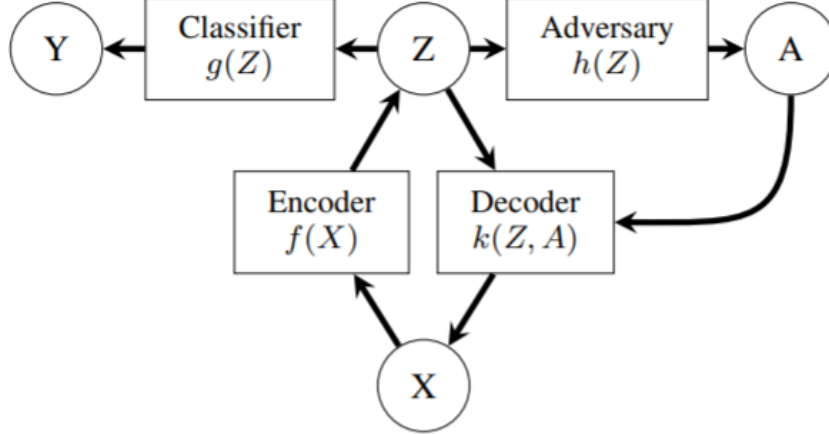 Y
Classifier
g(Z)
Z
Adversary
h(Z)
A
Encoder
f(X)
Decoder
k(Z, A)
X